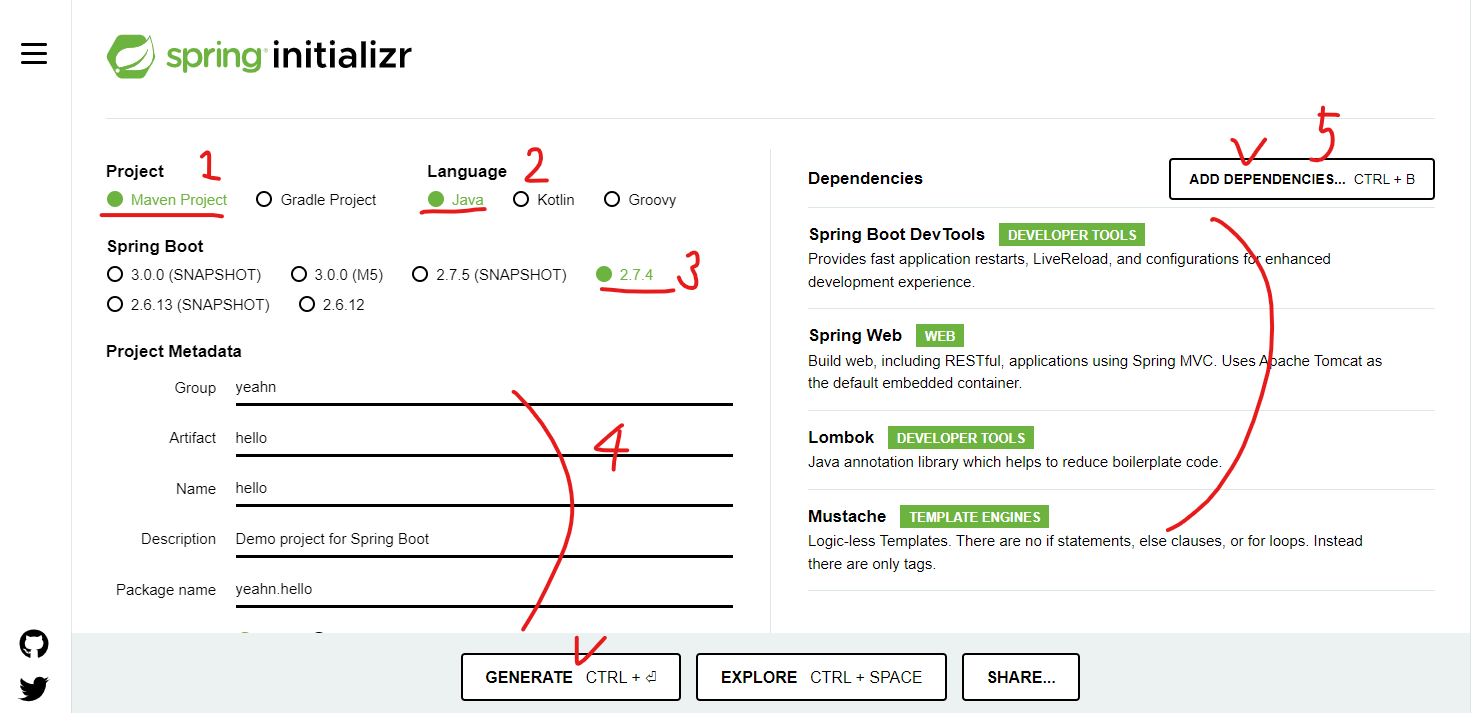 spring initializr
Project 1
Maven Project Gradle Project
Language 2
Java Kotlin Groovy
Spring Boot
3.0.0 (SNAPSHOT) 3.0.0 (M5) 2.7.5 (SNAPSHOT) 2.7.4 3
2.6.13 (SNAPSHOT) 2.6.12
Project Metadata
Group yeahn
Artifact hello
4
Name hello
Description Demo project for Spring Boot
Package name yeahn.hello
5
Dependencies ADD DEPENDENCIES... CTRL + B
Spring Boot DevTools DEVELOPER TOOLS
Provides fast application restarts, LiveReload, and configurations for enhanced
development experience.
Spring Web WEB
Build web, including RESTful, applications using Spring MVC. Uses Apache Tomcat as
the default embedded container.
Lombok DEVELOPER TOOLS
Java annotation library which helps to reduce boilerplate code.
Mustache TEMPLATE ENGINES
Logic-less Templates. There are no if statements, else clauses, or for loops. Instead
there are only tags.
GENERATE CTRL + ⏎ EXPLORE CTRL + SPACE SHARE...